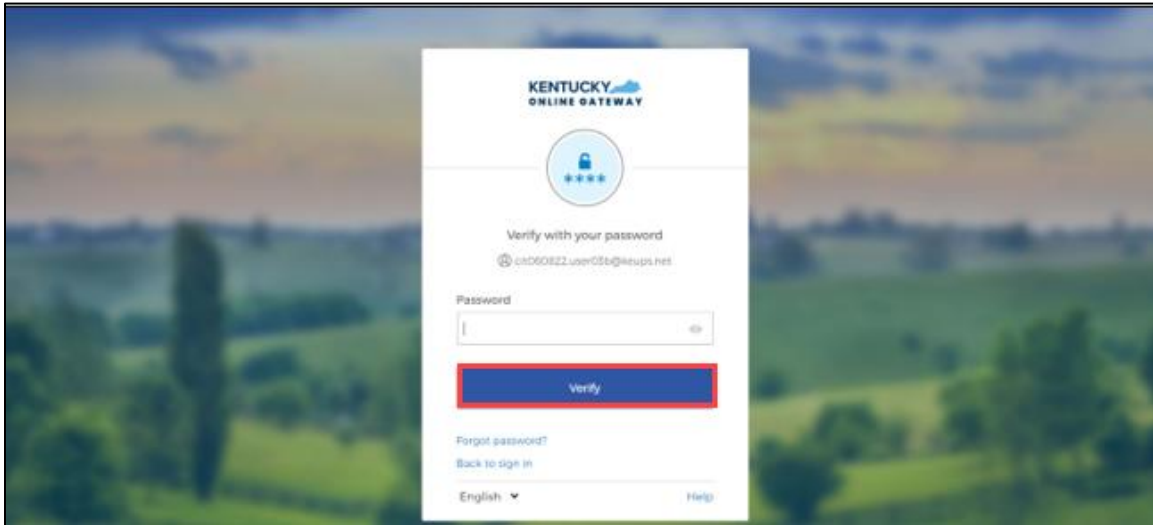 KENTUCKY
ONLINE GATEWAY
****
Verify with your password
Password
Verify
Forgot password?
Back to sign in
English
Help